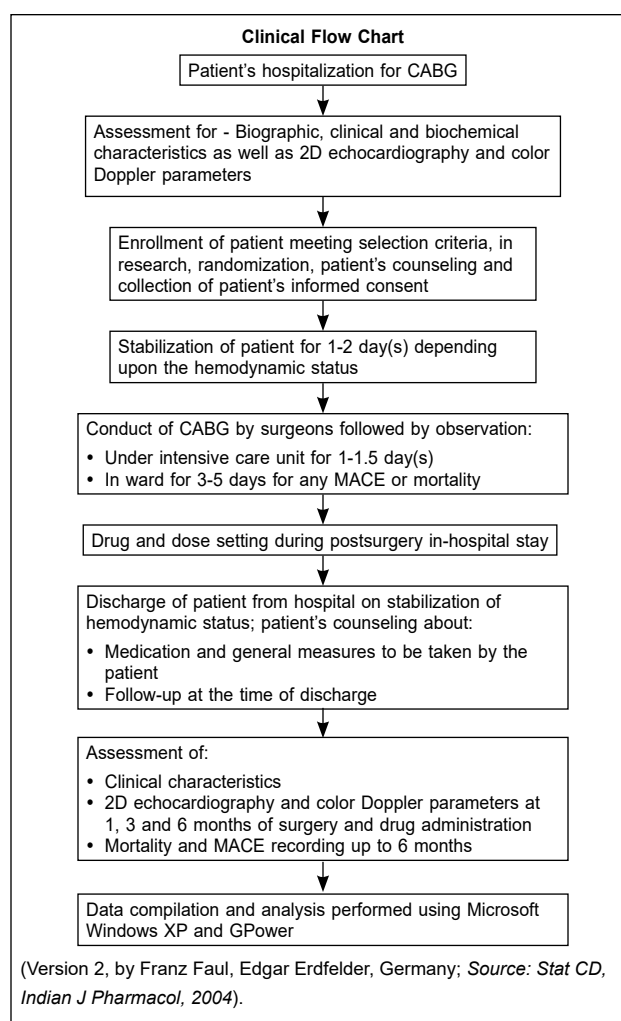 Clinical Flow Chart
Patient's hospitalization for CABG
Assessment for - Biographic, clinical and biochemical
characteristics as well as 2D echocardiography and color
Doppler parameters
Enrollment of patient meeting selection criteria, in
research, randomization, patient's counseling and
collection of patient's informed consent
Stabilization of patient for 1-2 day(s) depending
upon the hemodynamic status
Conduct of CABG by surgeons followed by observation:
• Under intensive care unit for 1-1.5 day(s)
• In ward for 3-5 days for any MACE or mortality
Drug and dose setting during postsurgery in-hospital stay
Discharge of patient from hospital on stabilization of
hemodynamic status; patient's counseling about:
• Medication and general measures to be taken by the
patient
• Follow-up at the time of discharge
Assessment of:
• Clinical characteristics
• 2D echocardiography and color Doppler parameters at
1, 3 and 6 months of surgery and drug administration
• Mortality and MACE recording up to 6 months
Data compilation and analysis performed using Microsoft
Windows XP and GPower
(Version 2, by Franz Faul, Edgar Erdfelder, Germany; Source: Stat CD,
Indian J Pharmacol, 2004).